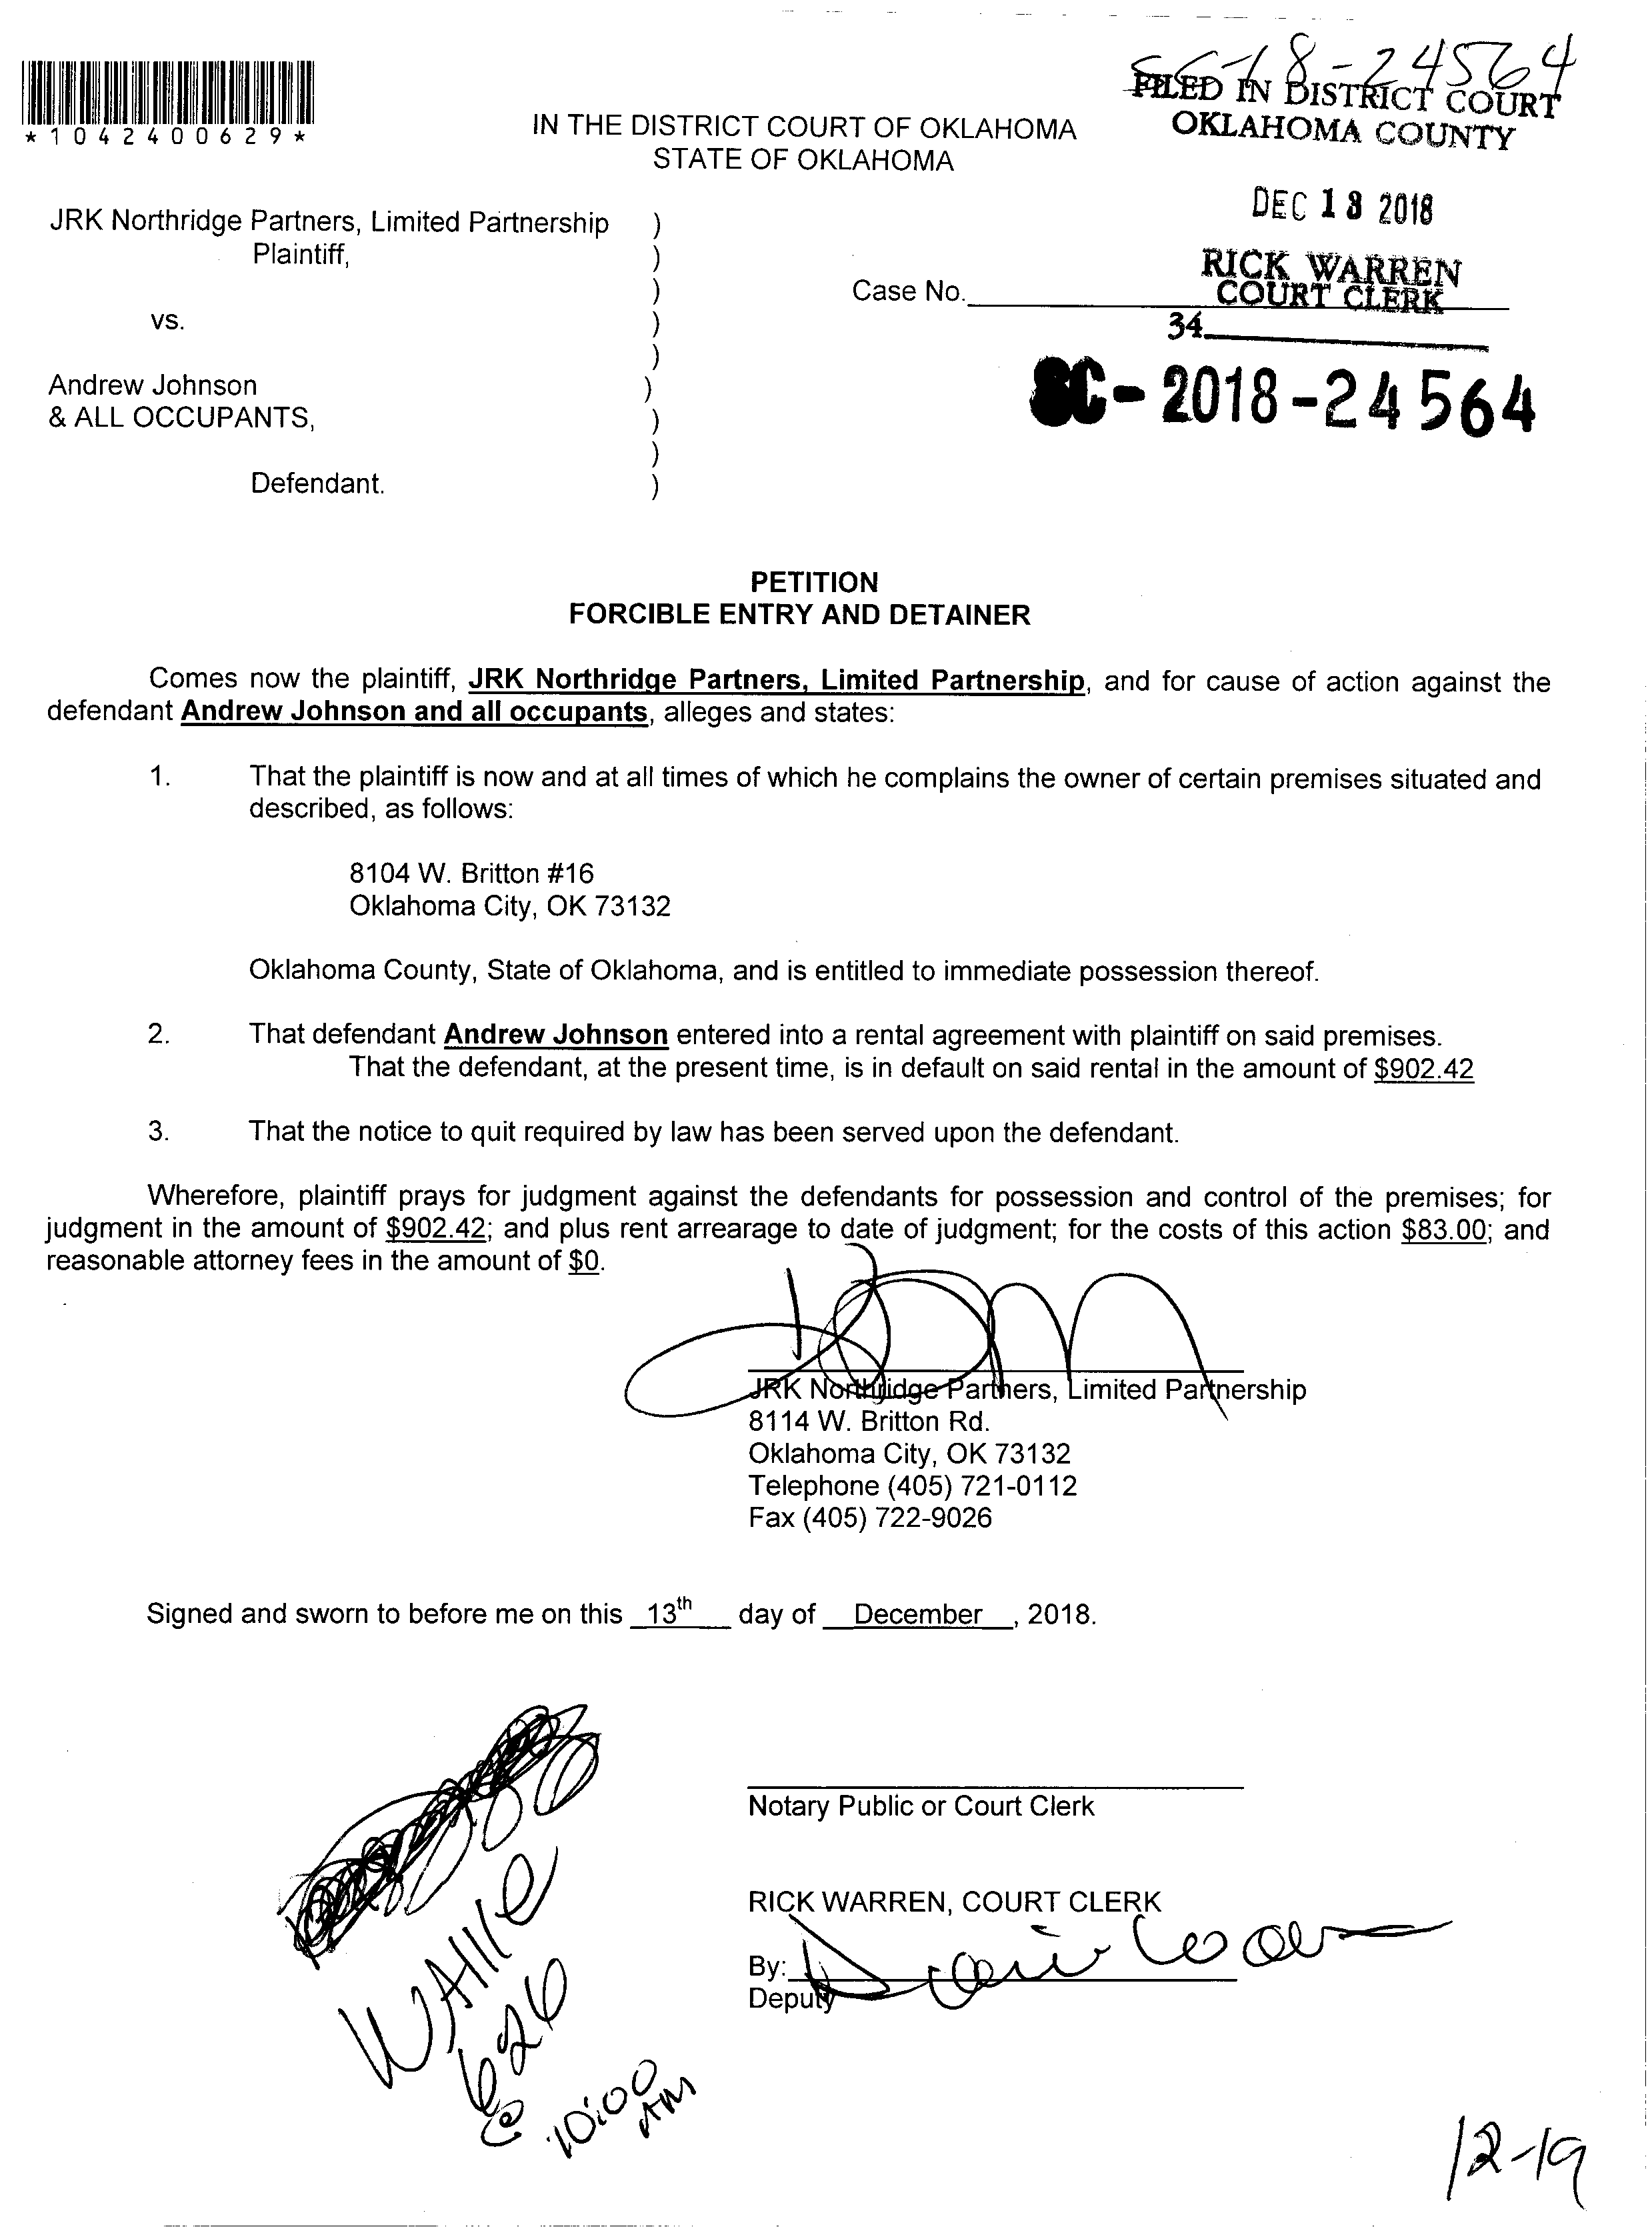 SC-18-24564
FILED IN DISTRICT COURT
OKLAHOMA COUNTY
*1042400629*
IN THE DISTRICT COURT OF OKLAHOMA
STATE OF OKLAHOMA
DEC 13 2018
JRK Northridge Partners, Limited Partnership )
Plaintiff, )
RICK WARREN
COURT CLERK
) Case No.
vs. )
34
)
Andrew Johnson )
SC-2018-24564
& ALL OCCUPANTS, )
)
Defendant. )
PETITION
FORCIBLE ENTRY AND DETAINER
Comes now the plaintiff, JRK Northridge Partners, Limited Partnership, and for cause of action against the
defendant Andrew Johnson and all occupants, alleges and states:
1. That the plaintiff is now and at all times of which he complains the owner of certain premises situated and
described, as follows:
8104 W. Britton #16
Oklahoma City, OK 73132
Oklahoma County, State of Oklahoma, and is entitled to immediate possession thereof.
2. That defendant Andrew Johnson entered into a rental agreement with plaintiff on said premises.
That the defendant, at the present time, is in default on said rental in the amount of $902.42
3. That the notice to quit required by law has been served upon the defendant.
Wherefore, plaintiff prays for judgment against the defendants for possession and control of the premises; for
judgment in the amount of $902.42; and plus rent arrearage to date of judgment; for the costs of this action $83.00; and
reasonable attorney fees in the amount of $0.
JRK Northridge Partners, Limited Partnership
8114 W. Britton Rd.
Oklahoma City, OK 73132
Telephone (405) 721-0112
Fax (405) 722-9026
Signed and sworn to before me on this 13th day of December, 2018.
Notary Public or Court Clerk
RICK WARREN, COURT CLERK
By:
Deputy
626
@ 10:00
AM
12-19